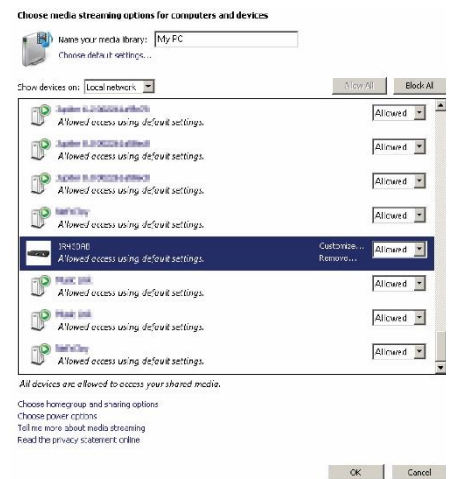 Choose media streaming options for computers and devices
Name your media library: My PC
Choose default settings...
Show devices on: Local network
Allow All Block All
Allowed
Allowed access using default settings.
Allowed
Allowed access using default settings.
Allowed
Allowed access using default settings.
Allowed
Allowed access using default settings.
Customize... Allowed
Allowed access using default settings. Remove...
Allowed
Allowed access using default settings.
Allowed
Allowed access using default settings.
Allowed
Allowed access using default settings.
All devices are allowed to access your shared media.
Choose homegroup and sharing options
Choose power options
Tell me more about media streaming
Read the privacy statement online
OK Cancel